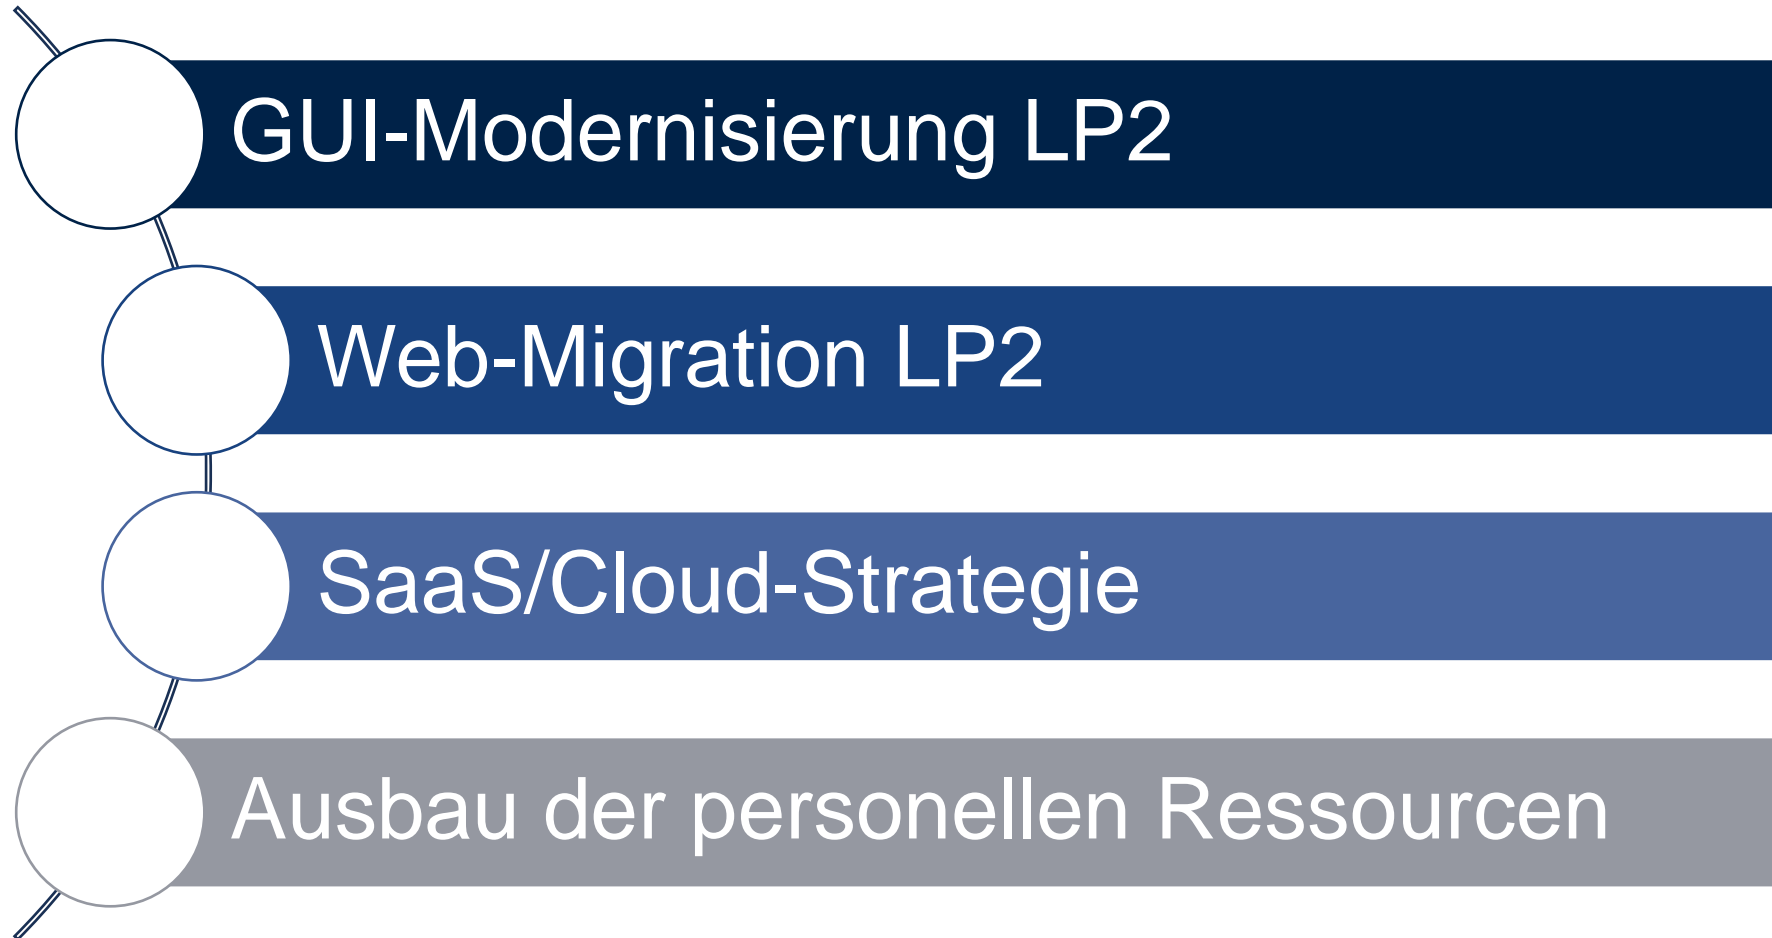 GUI-Modernisierung LP2
Web-Migration LP2
SaaS/Cloud-Strategie
Ausbau der personellen Ressourcen